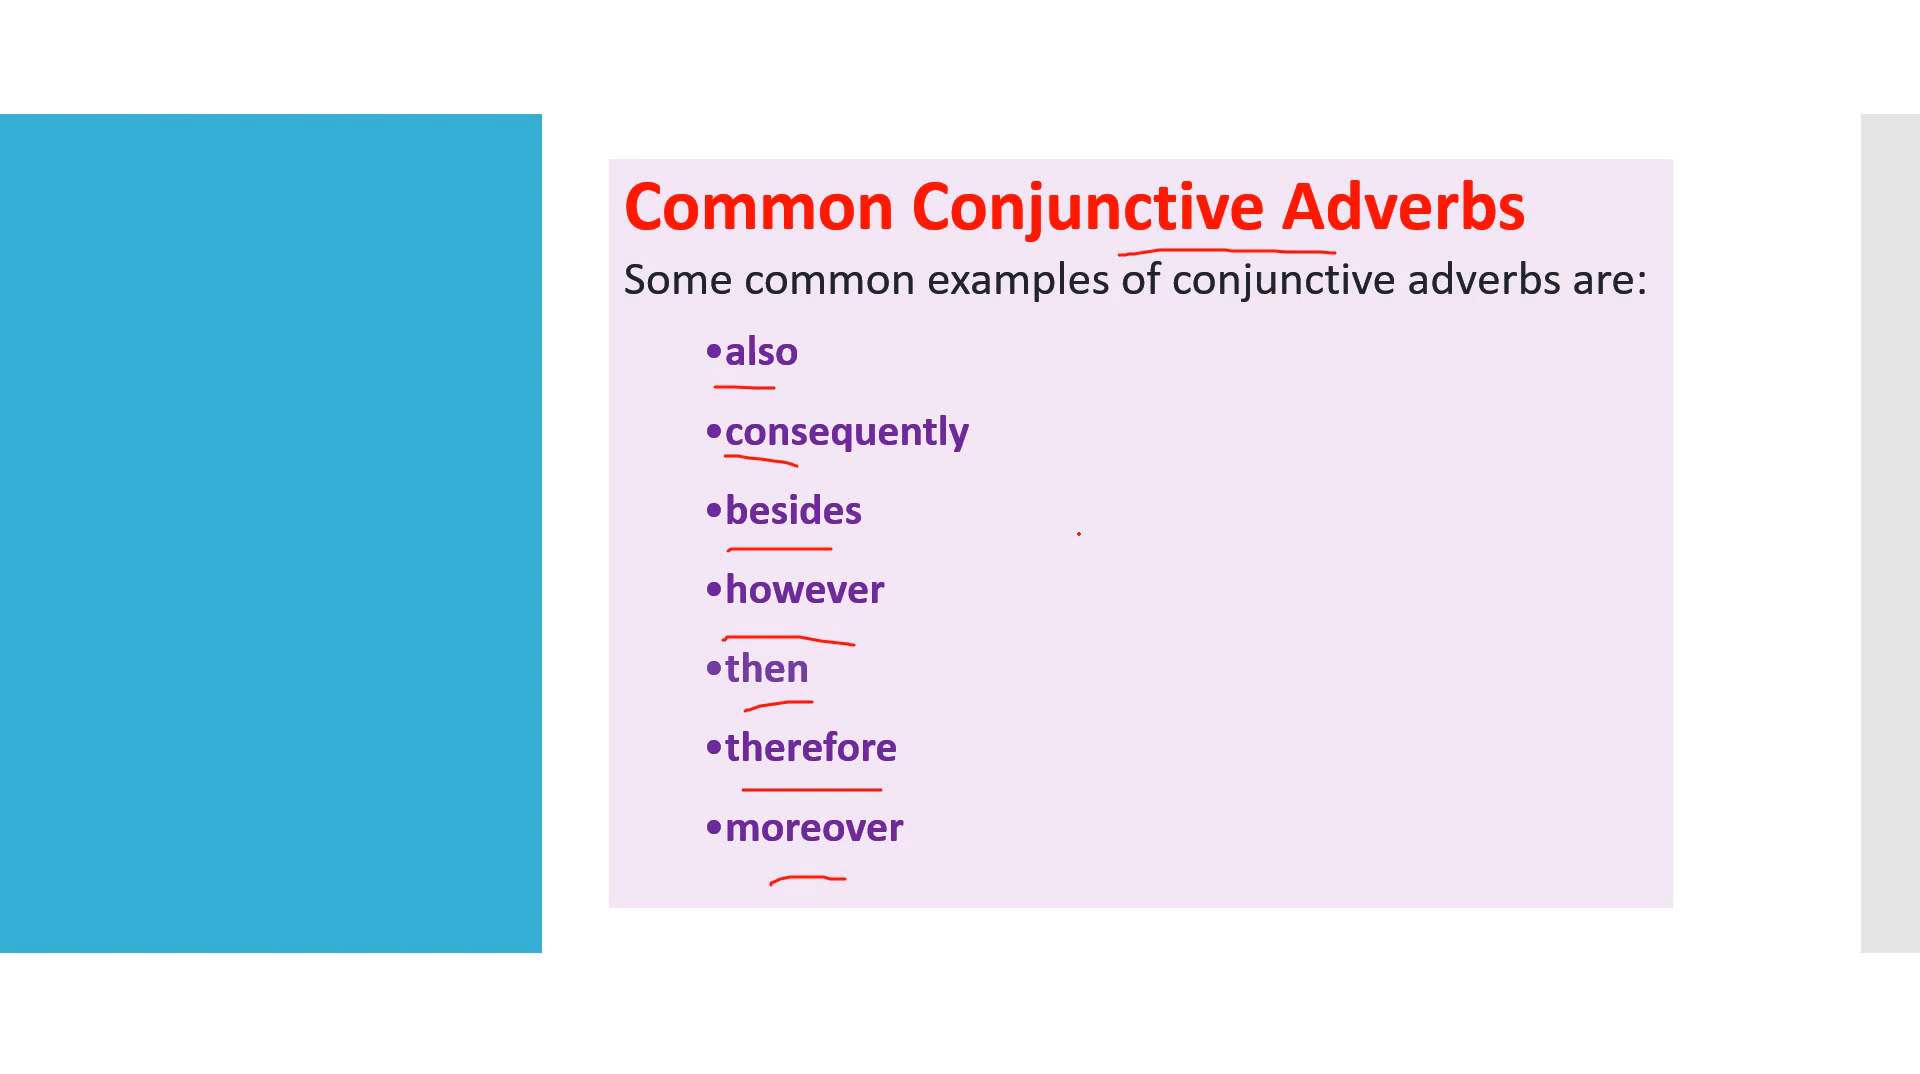 Common Conjunctive Adverbs
Some common examples of conjunctive adverbs are:
•also
•consequently
•besides
•however
•then
•therefore
•moreover